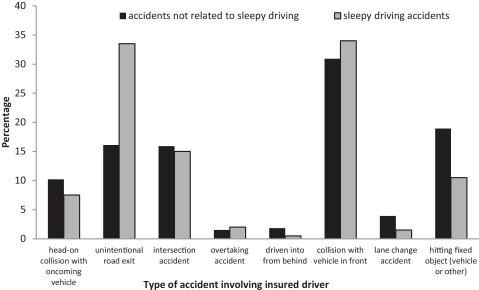 40
35
30
25
20
15
10
5
0
Percentage
accidents not related to sleepy driving
sleepy driving accidents
head-on
collision with
oncoming
vehicle
unintentional
road exit
intersection
accident
overtaking
accident
driven into
from behind
collision with
vehicle in front
lane change
accident
hitting fixed
object (vehicle
or other)
Type of accident involving insured driver